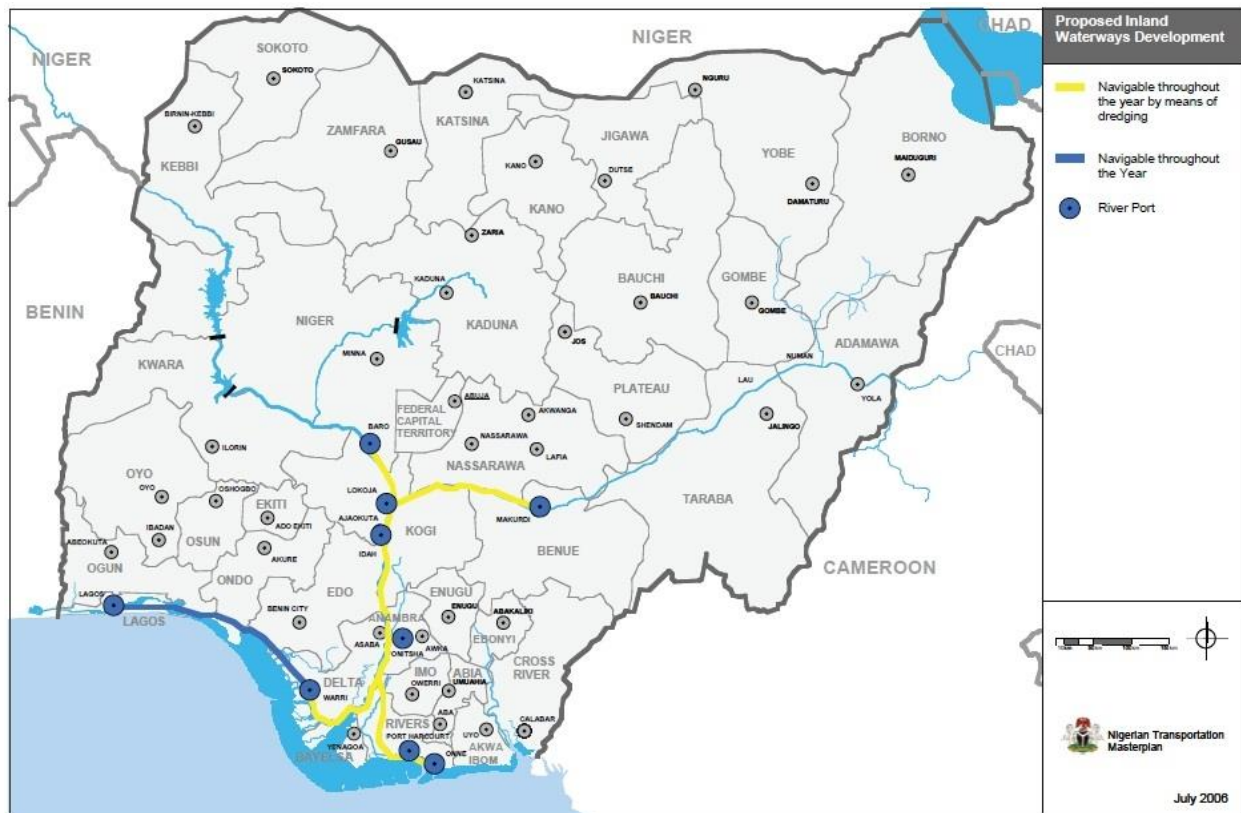 Proposed Inland
Waterways Development
Navigable throughout
the year by means of
dredging
Navigable throughout
the Year
River Port
Nigerian Transportation
Masterplan
July 2006
NIGER
NIGER
CHAD
SOKOTO
SOKOTO
KATSINA
KATSINA
NGURU
BIRNIN-KEBBI
KEBBI
ZAMFARA
GUSAU
JIGAWA
KANO
DUTSE
KANO
YOBE
DAMATURU
BORNO
MAIDUGURI
ZARIA
KADUNA
KADUNA
BAUCHI
BAUCHI
GOMBE
GOMBE
BENIN
NIGER
MINNA
JOS
NUMAN
ADAMAWA
CHAD
KWARA
PLATEAU
LAU
YOLA
ABUJA
FEDERAL
CAPITAL
TERRITORY
AKWANGA
SHENDAM
JALINGO
BARO
NASSARAWA
LAFIA
NASSARAWA
ILORIN
OYO
OYO
OSHOGBO
EKITI
ADO EKITI
LOKOJA
AJAOKUTA
KOGI
MAKURDI
TARABA
IBADAN
ABEOKUTA
OGUN
OSUN
AKURE
ONDO
IDAH
BENUE
CAMEROON
EDO
LAGOS
LAGOS
BENIN CITY
ENUGU
ENUGU
ABAKALIKI
EBONYI
ANAMBRA
ASABA
ONITSHA
AWKA
CROSS
RIVER
DELTA
WARRI
IMO
OWERRI
ABIA
UMUAHIA
RIVERS
ABA
PORT HARCOURT
UYO
CALABAR
YENAGOA
BAYELSA
ONNE
AKWA
IBOM